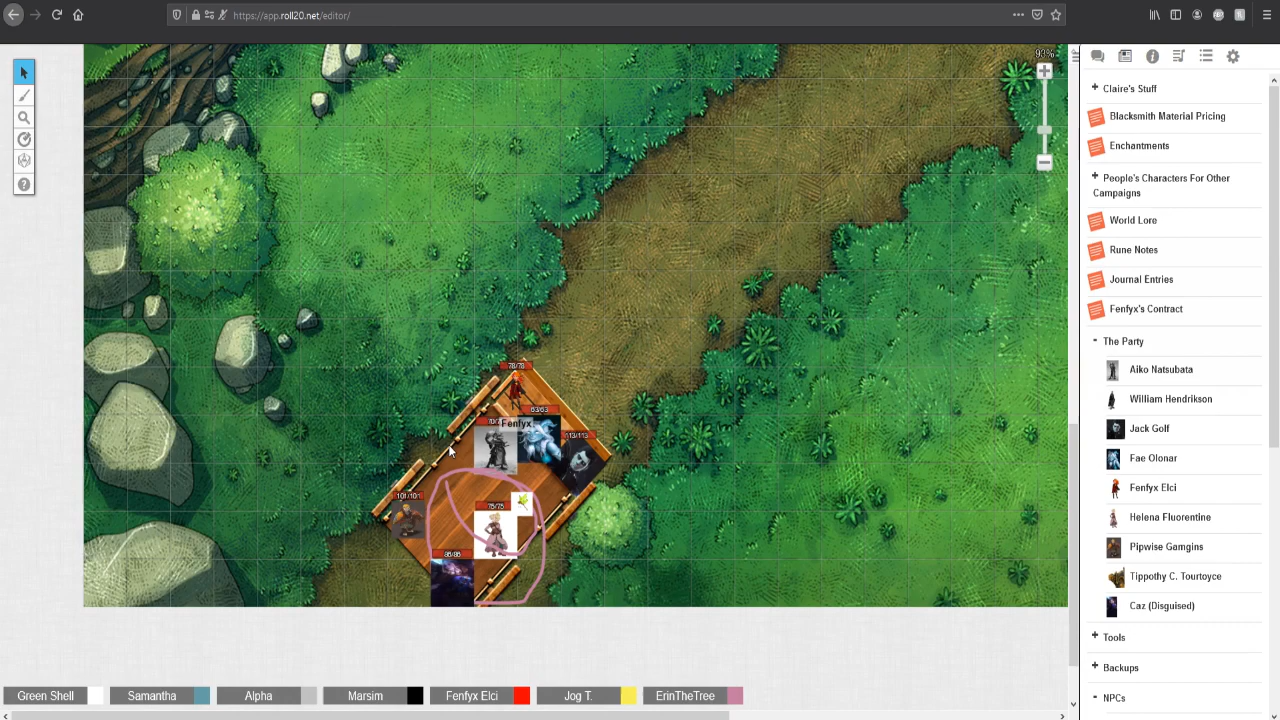 https://app.roll20.net/editor/
93%
Claire's Stuff
Blacksmith Material Pricing
Enchantments
People's Characters For Other
Campaigns
World Lore
Rune Notes
Journal Entries
Fenfyx's Contract
The Party
Aiko Natsubata
William Hendrikson
Jack Golf
Fae Olonar
Fenfyx Elci
Helena Fluorentine
Pipwise Gamgins
Tippothy C. Tourtoyce
Caz (Disguised)
Tools
Backups
NPCs
78/78
63/63
Fenfyx
113/113
101/101
75/75
86/86
Green Shell
Samantha
Alpha
Marsim
Fenfyx Elci
Jog T.
ErinTheTree